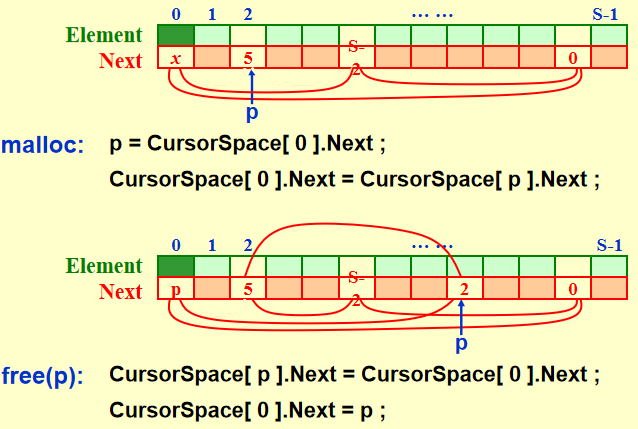 0 1 2 … … S-1
Element
Next x 5 S-2 0
p
malloc: p = CursorSpace[ 0 ].Next ;
CursorSpace[ 0 ].Next = CursorSpace[ p ].Next ;
0 1 2 … … S-1
Element
Next p 5 S-2 2 0
p
free(p): CursorSpace[ p ].Next = CursorSpace[ 0 ].Next ;
CursorSpace[ 0 ].Next = p ;